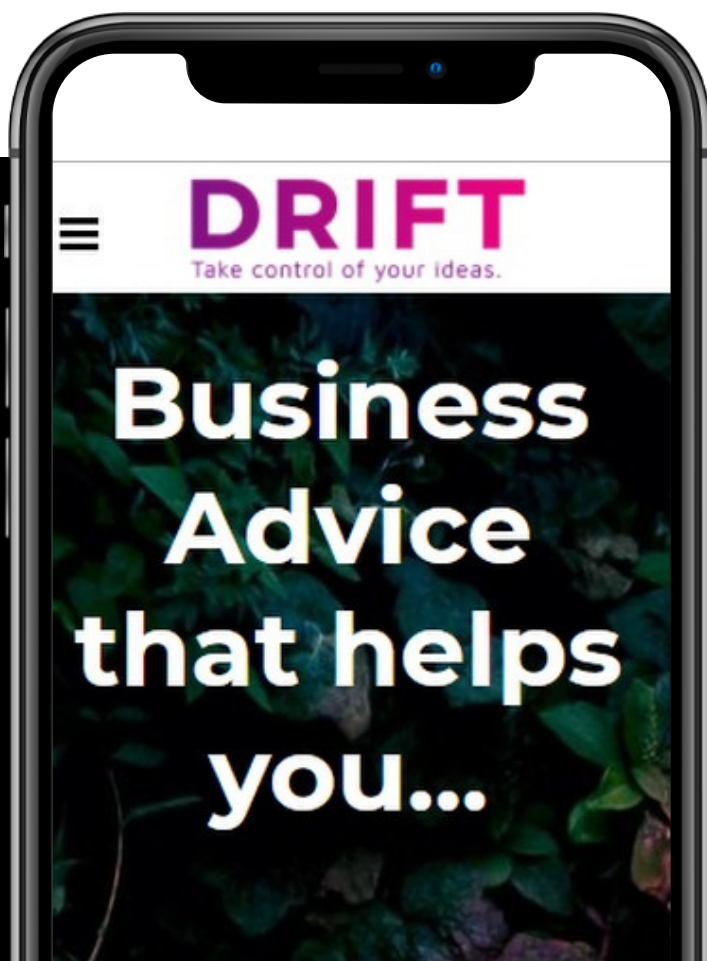 DRIFT
Take control of your ideas.
Business
Advice
that helps
you...